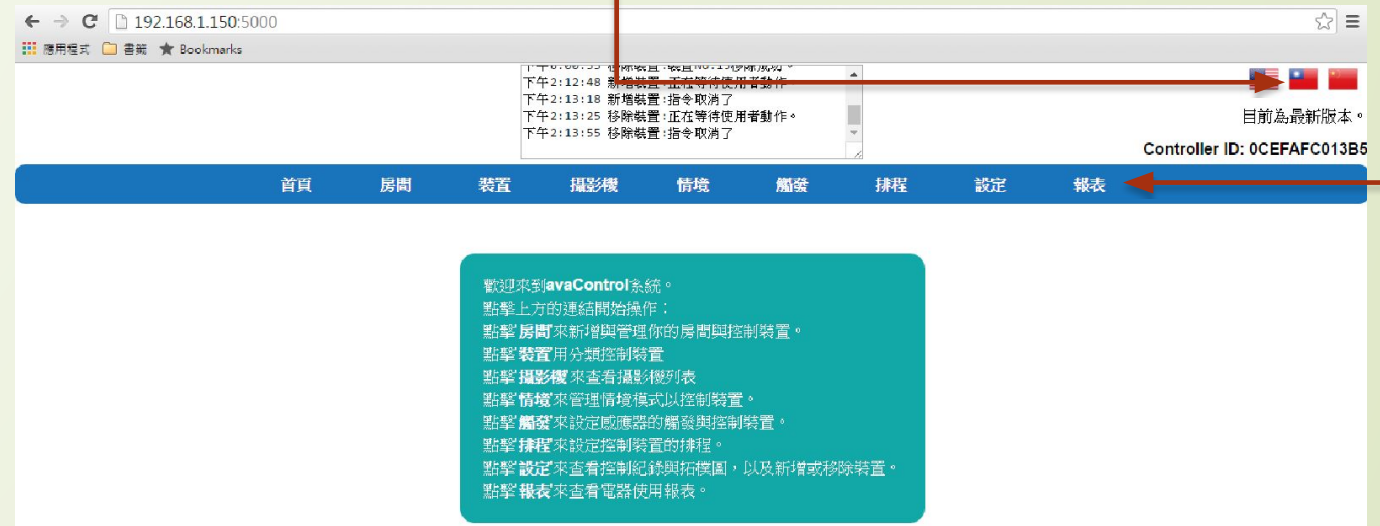 192.168.1.150:5000
應用程式 書籤 Bookmarks
下午2:12:48 新增裝置:正在等待使用者動作
下午2:13:18 新增裝置:指令取消了
下午2:13:25 移除裝置:正在等待使用者動作。
下午2:13:55 移除裝置:指令取消了
目前為最新版本。
Controller ID: 0CEFAFC013B5
首頁 房間 裝置 攝影機 情境 觸發 排程 設定 報表
歡迎來到avaControl系統。
點擊上方的連結開始操作：
點擊'房間'來新增與管理你的房間與控制裝置。
點擊'裝置'用分類控制裝置
點擊'攝影機'來查看攝影機列表
點擊'情境'來管理情境模式以控制裝置。
點擊'觸發'來設定感應器的觸發與控制裝置。
點擊'排程'來設定控制裝置的排程。
點擊'設定'來查看控制紀錄與拓樸圖，以及新增或移除裝置。
點擊'報表'來查看電器使用報表。